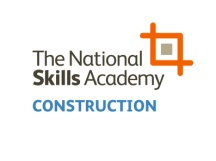 The National
Skills Academy
CONSTRUCTION